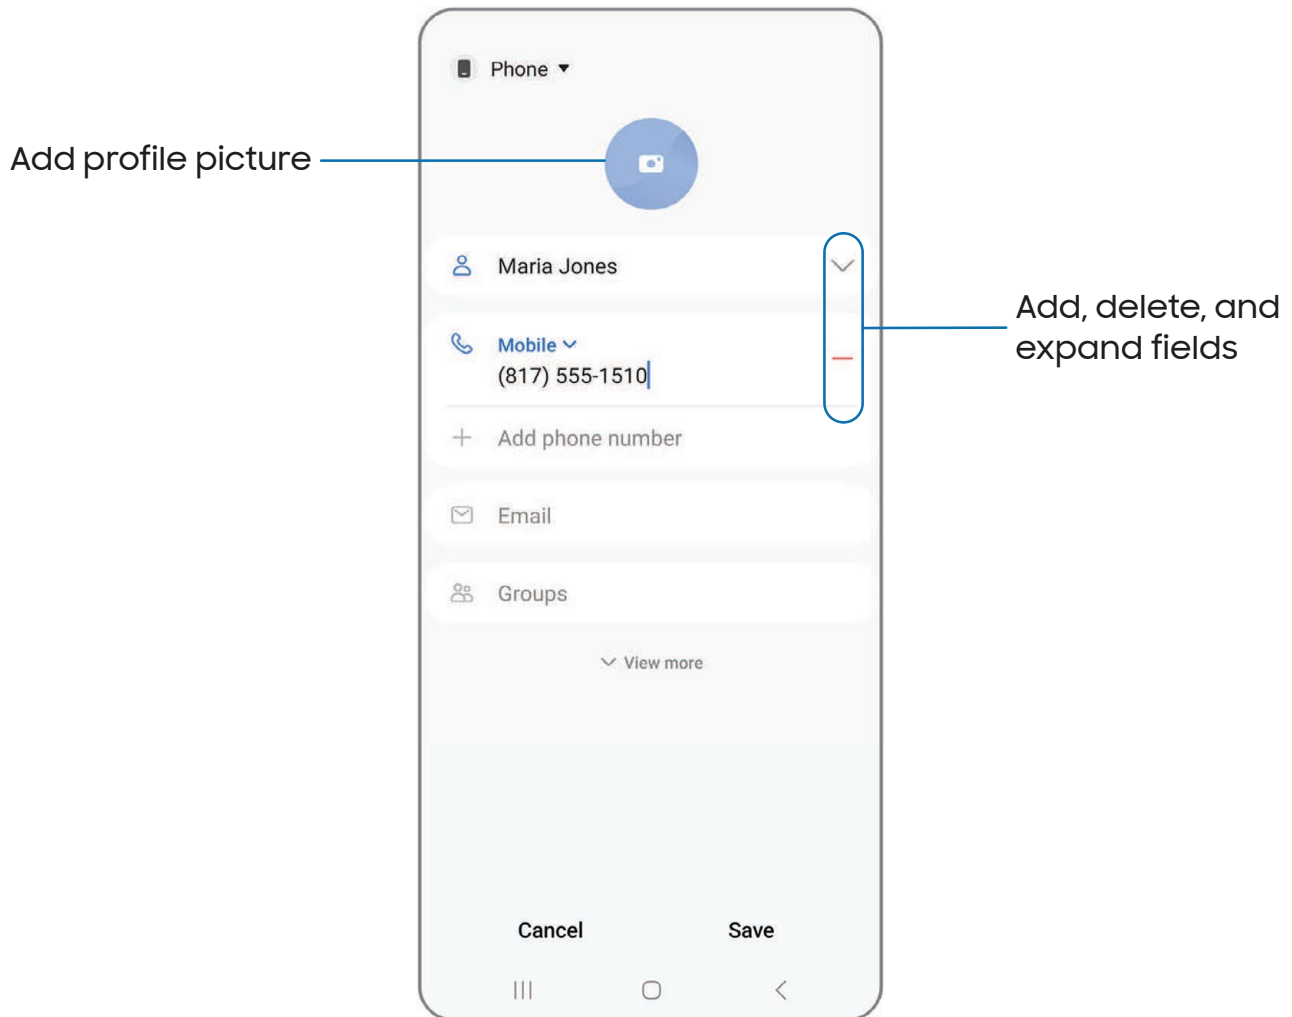 Phone
Add profile picture
Maria Jones
Add, delete, and
expand fields
Mobile
(817) 555-1510
Add phone number
Email
Groups
View more
Cancel
Save